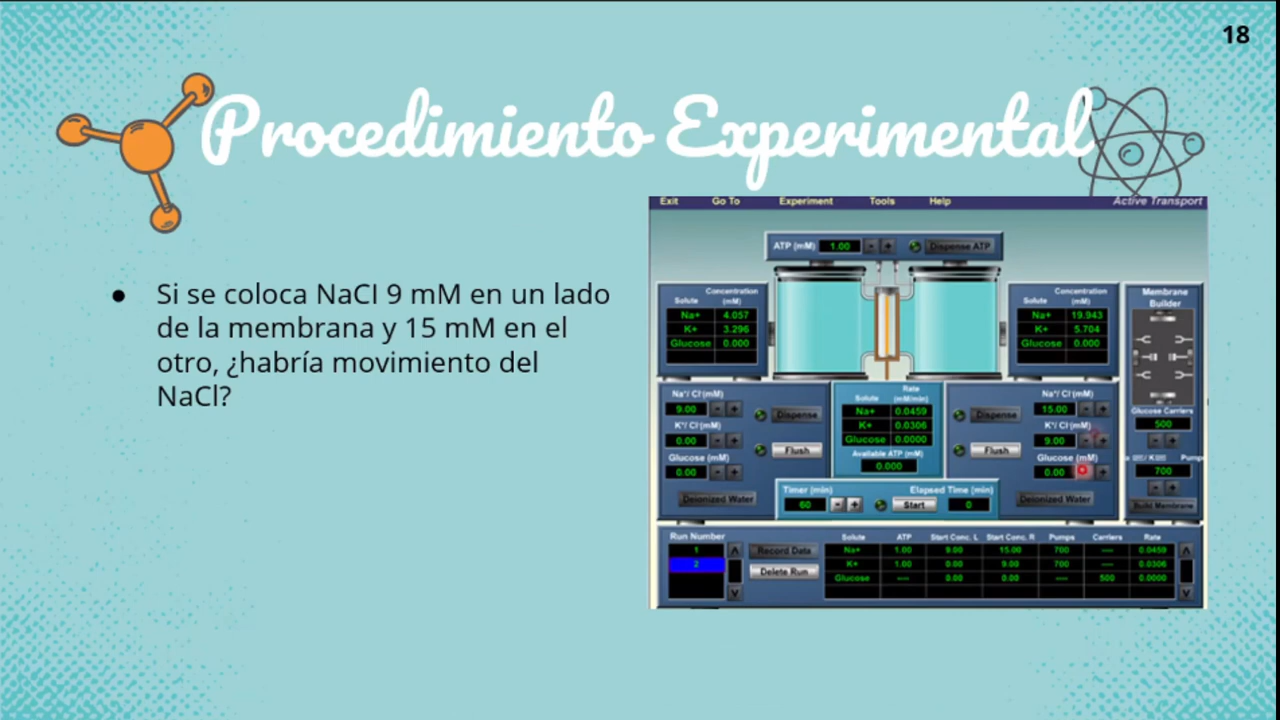 18
Procedimiento Experimental
● Si se coloca NaCl 9 mM en un lado
de la membrana y 15 mM en el
otro, ¿habría movimiento del
NaCl?
Exit Go To Experiment Tools Help Active Transport
ATP (mM) 1.00 - + Dispense ATP
Concentration
Solute (mM)
Na+ 4.057
K+ 3.296
Glucose 0.000
Concentration
Solute (mM)
Na+ 19.943
K+ 5.704
Glucose 0.000
Membrane
Builder
Na+/ Cl-(mM)
9.00 - + Dispense
K+/ Cl-(mM)
0.00 - + Flush
Glucose (mM)
0.00 - +
Deionized Water
Rate
Solute (mM/min)
Na+ 0.0459
K+ 0.0306
Glucose 0.0000
Available ATP (mM)
0.000
Na+/ Cl-(mM)
Dispense 15.00 - +
K+/ Cl-(mM)
Flush 9.00 - +
Glucose (mM)
0.00 +
Deionized Water
Glucose Carriers
500
- +
Pump
700
- +
Build Membrane
Timer (min) Elapsed Time (min)
60 - + Start 0
Run Number
1
2
Record Data
Delete Run
Solute ATP Start Conc. L Start Conc. R Pumps Carriers Rate
Na+ 1.00 9.00 15.00 700 ---- 0.0459
K+ 1.00 0.00 9.00 700 ---- 0.0306
Glucose ---- 0.00 0.00 ---- 500 0.0000